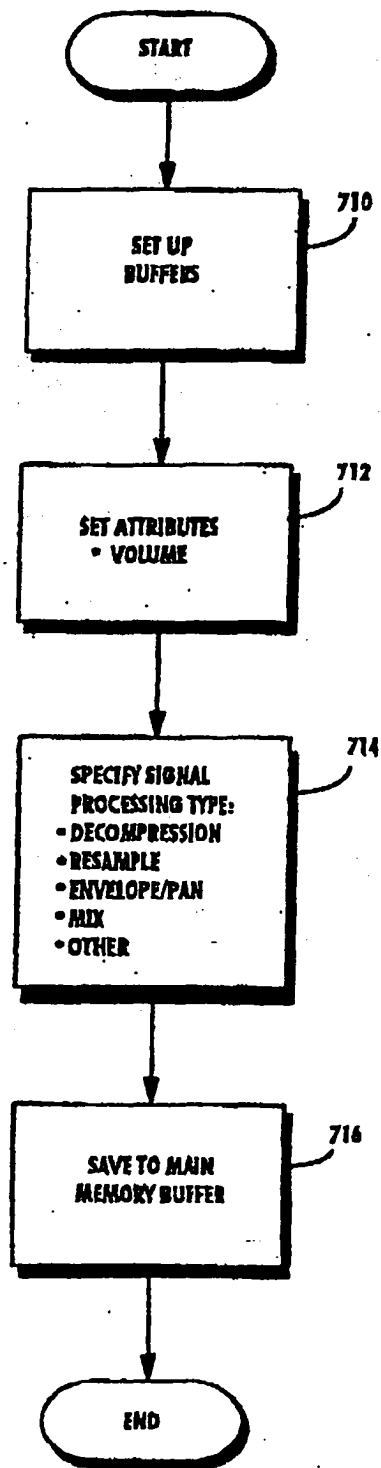 START
710
SET UP
BUFFERS
712
SET ATTRIBUTES
• VOLUME
714
SPECIFY SIGNAL
PROCESSING TYPE:
• DECOMPRESSION
• RESAMPLE
• ENVELOPE/PAN
• MIX
• OTHER
716
SAVE TO MAIN
MEMORY BUFFER
END